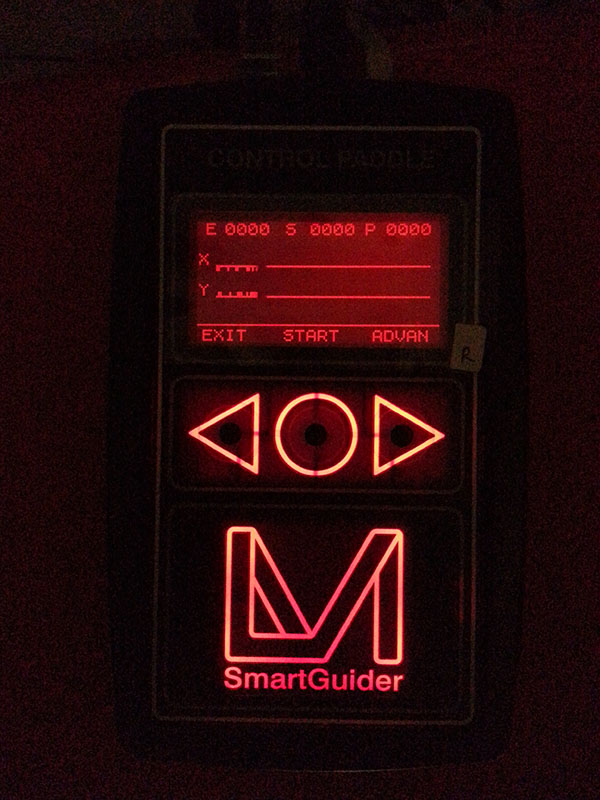 CONTROL PADDLE
E 0000 S 0000 P 0000
X
Y
EXIT START ADVAN
R
SmartGuider